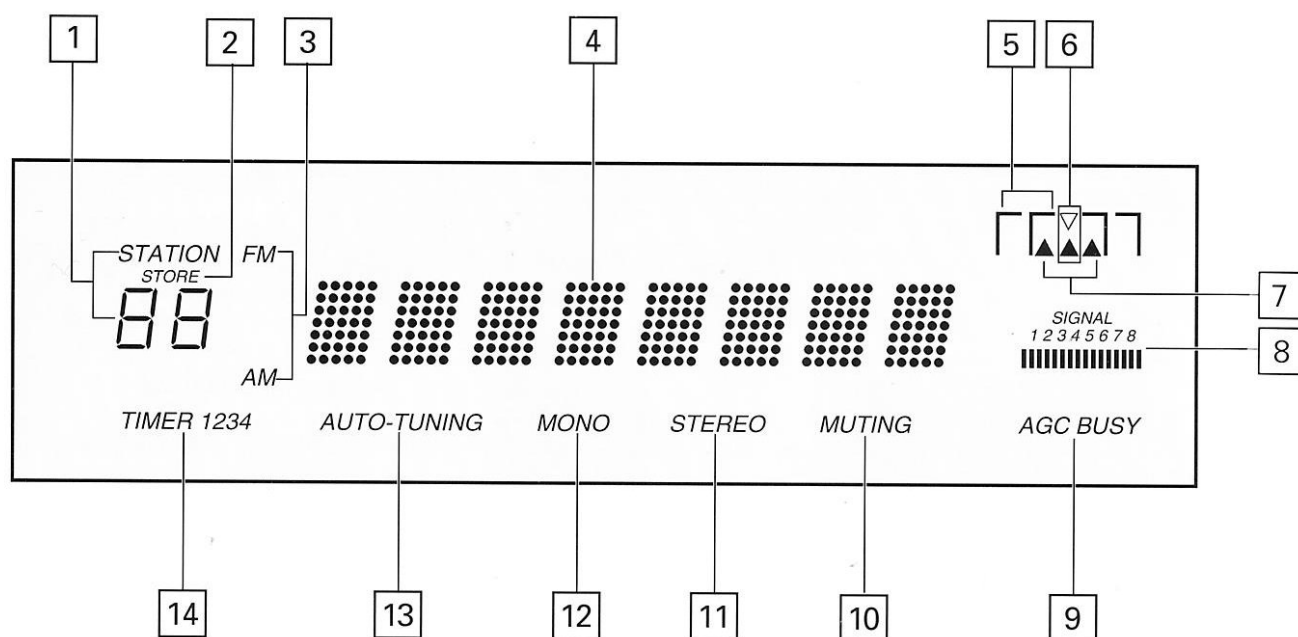 1 2 3 4 5 6
STATION FM
STORE
88
7
SIGNAL
1 2 3 4 5 6 7 8
8
AM
TIMER 1234 AUTO-TUNING MONO STEREO MUTING AGC BUSY
14 13 12 11 10 9